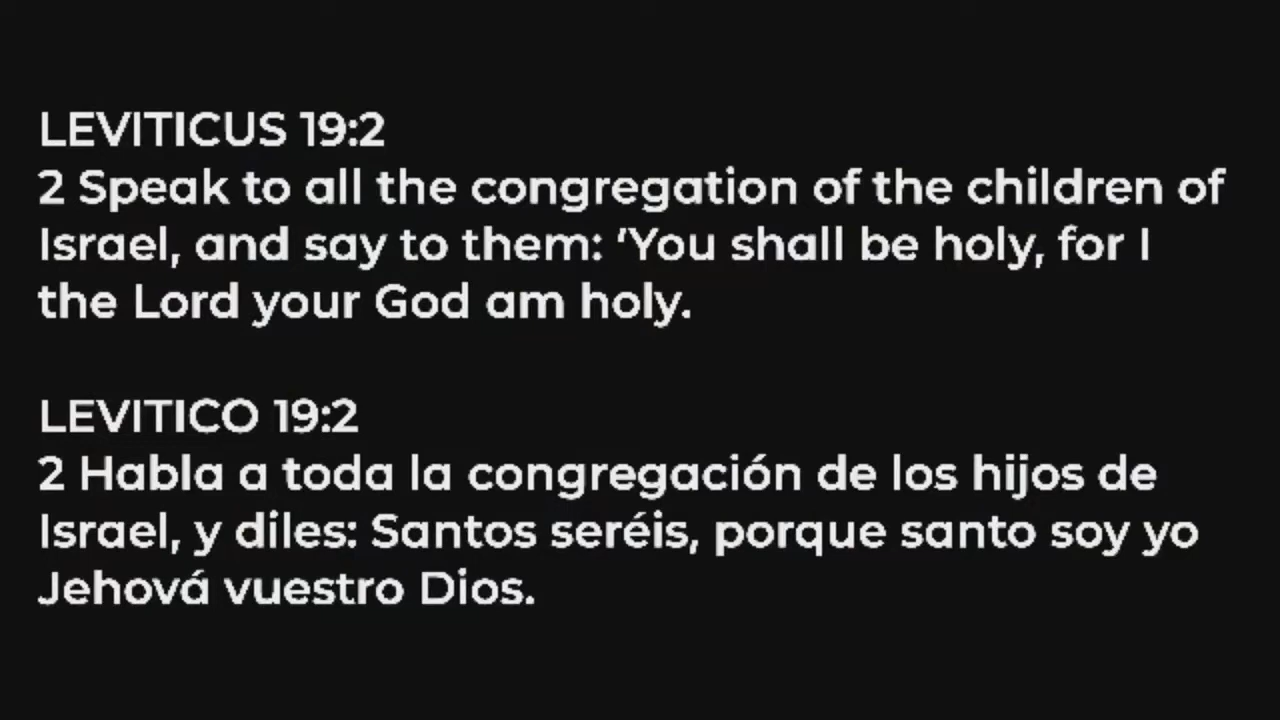 LEVITICUS 19:2
2 Speak to all the congregation of the children of
Israel, and say to them: ‘You shall be holy, for I
the Lord your God am holy.
LEVITICO 19:2
2 Habla a toda la congregación de los hijos de
Israel, y diles: Santos seréis, porque santo soy yo
Jehová vuestro Dios.